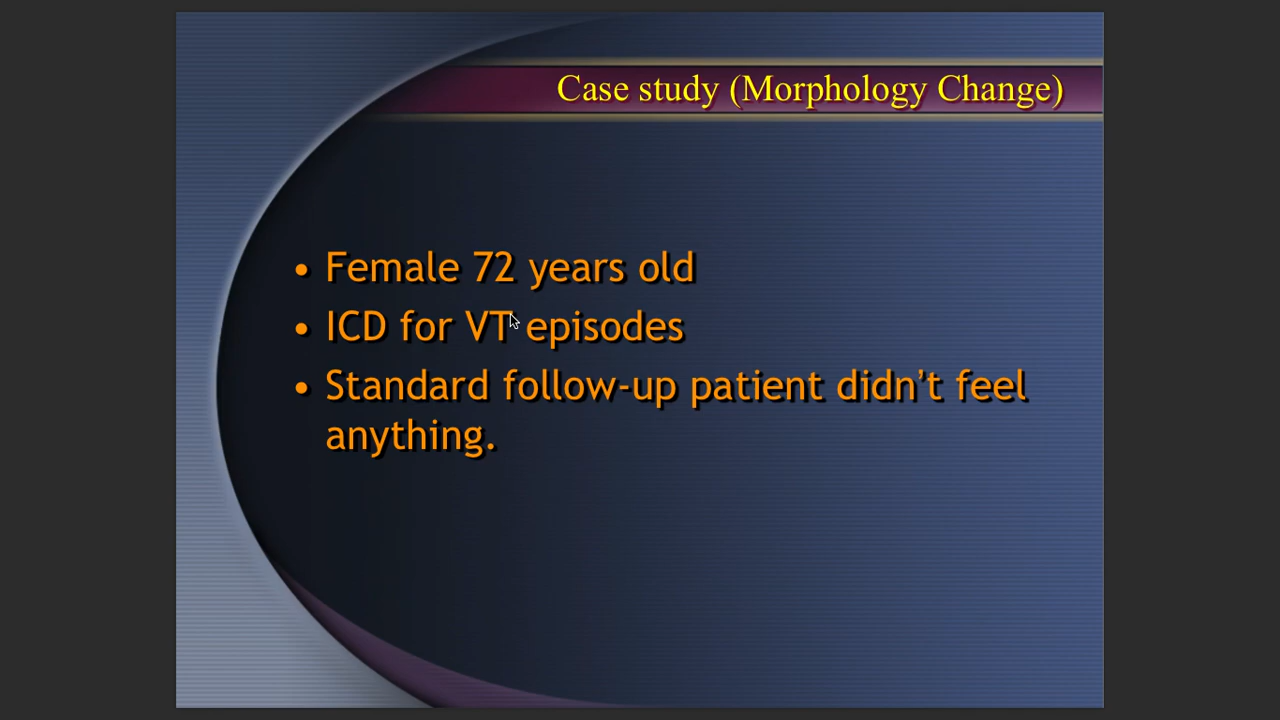 Case study (Morphology Change)
• Female 72 years old
• ICD for VT episodes
• Standard follow-up patient didn’t feel
anything.